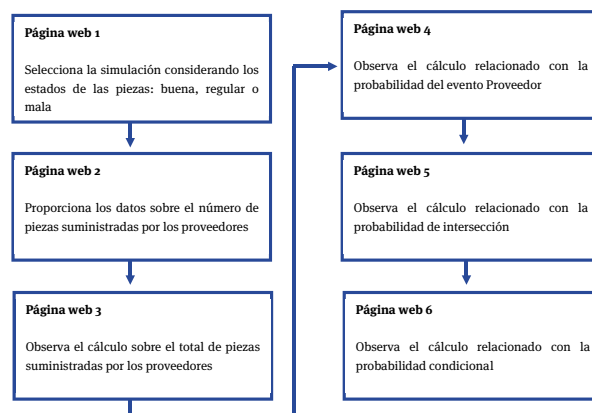 Página web 1
Selecciona la simulación considerando los
estados de las piezas: buena, regular o
mala
Página web 2
Proporciona los datos sobre el número de
piezas suministradas por los proveedores
Página web 3
Observa el cálculo sobre el total de piezas
suministradas por los proveedores
Página web 4
Observa el cálculo relacionado con la
probabilidad del evento Proveedor
Página web 5
Observa el cálculo relacionado con la
probabilidad de intersección
Página web 6
Observa el cálculo relacionado con la
probabilidad condicional